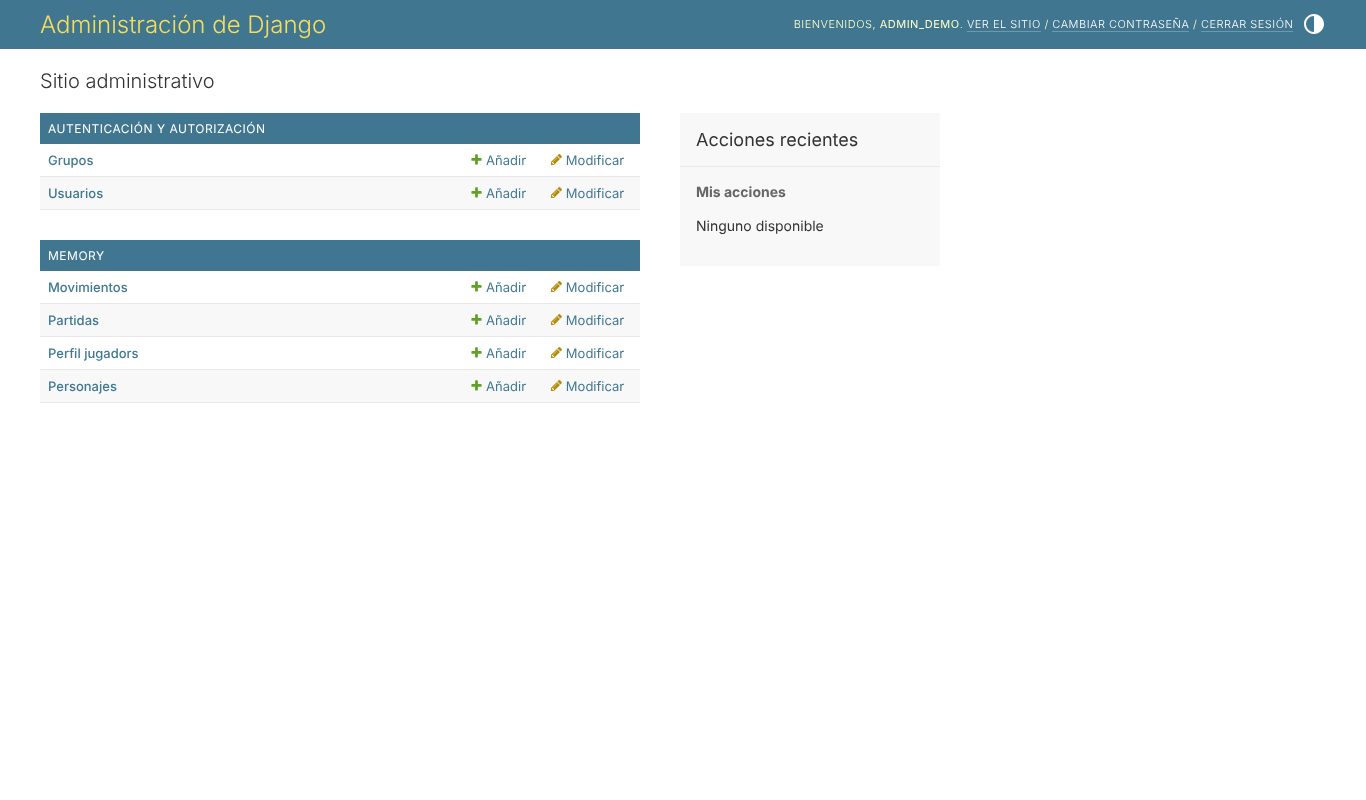 Administración de Django
BIENVENIDOS, ADMIN_DEMO. VER EL SITIO / CAMBIAR CONTRASEÑA / CERRAR SESIÓN
Sitio administrativo
AUTENTICACIÓN Y AUTORIZACIÓN
Grupos Añadir Modificar
Usuarios Añadir Modificar
MEMORY
Movimientos Añadir Modificar
Partidas Añadir Modificar
Perfil jugadors Añadir Modificar
Personajes Añadir Modificar
Acciones recientes
Mis acciones
Ninguno disponible